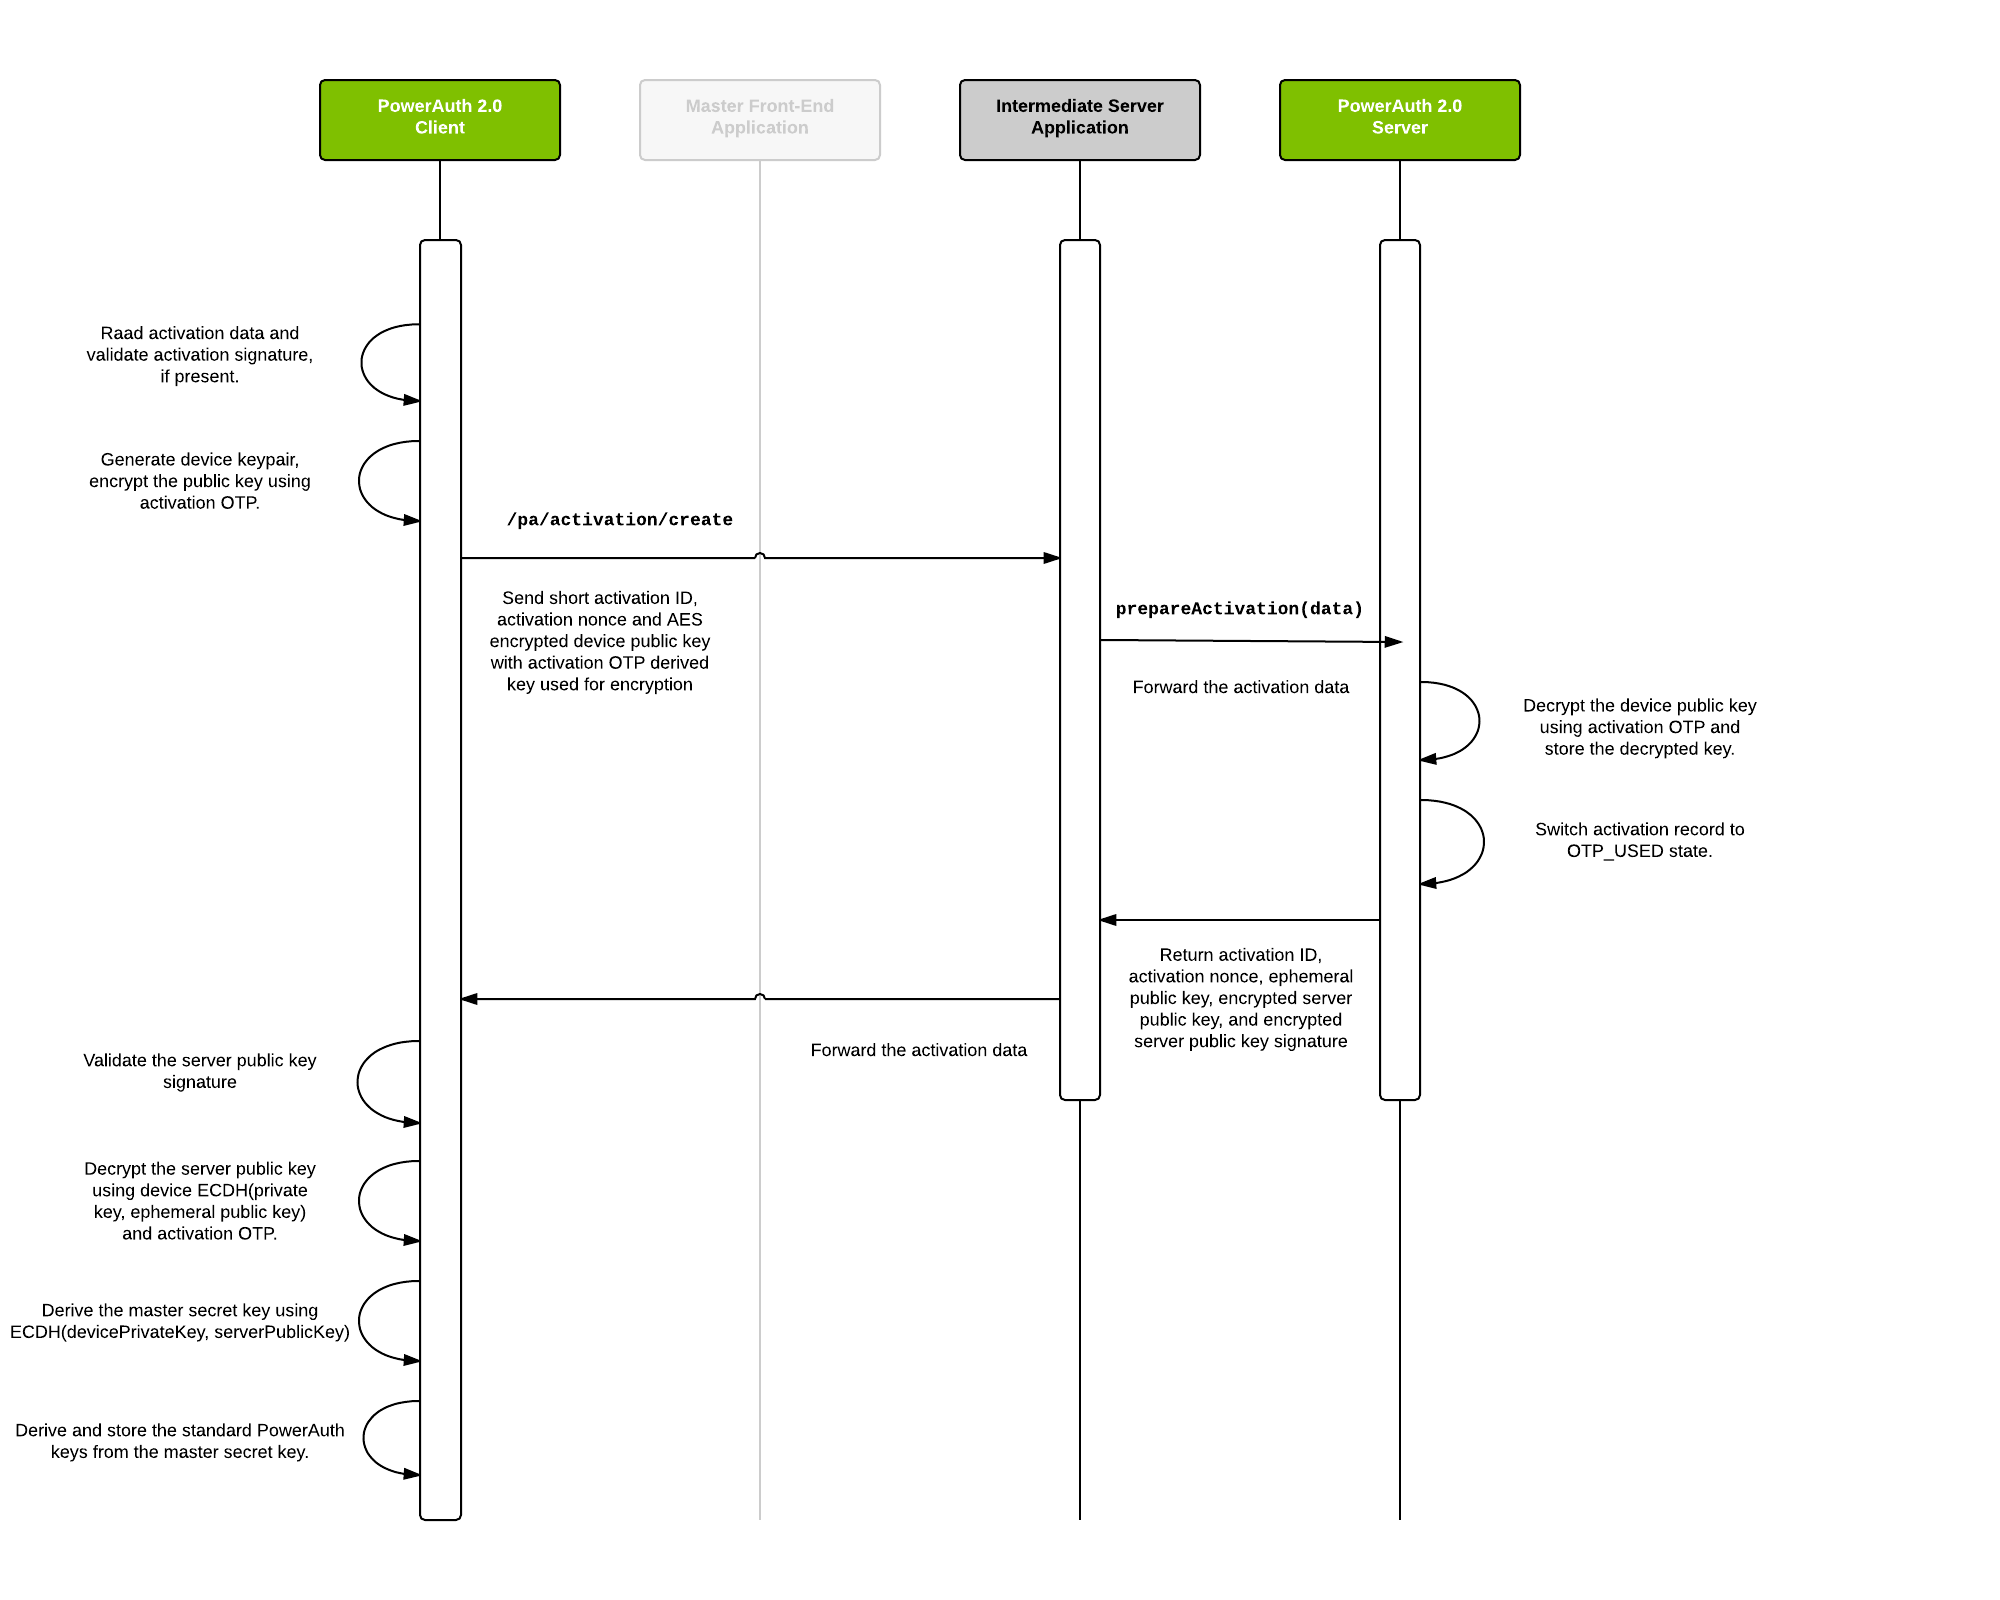 PowerAuth 2.0
Client
Master Front-End
Application
Intermediate Server
Application
PowerAuth 2.0
Server
Raad activation data and
validate activation signature,
if present.
Generate device keypair,
encrypt the public key using
activation OTP.
/pa/activation/create
Send short activation ID,
activation nonce and AES
encrypted device public key
with activation OTP derived
key used for encryption
prepareActivation(data)
Forward the activation data
Decrypt the device public key
using activation OTP and
store the decrypted key.
Switch activation record to
OTP_USED state.
Return activation ID,
activation nonce, ephemeral
public key, encrypted server
public key, and encrypted
server public key signature
Forward the activation data
Validate the server public key
signature
Decrypt the server public key
using device ECDH(private
key, ephemeral public key)
and activation OTP.
Derive the master secret key using
ECDH(devicePrivateKey, serverPublicKey)
Derive and store the standard PowerAuth
keys from the master secret key.